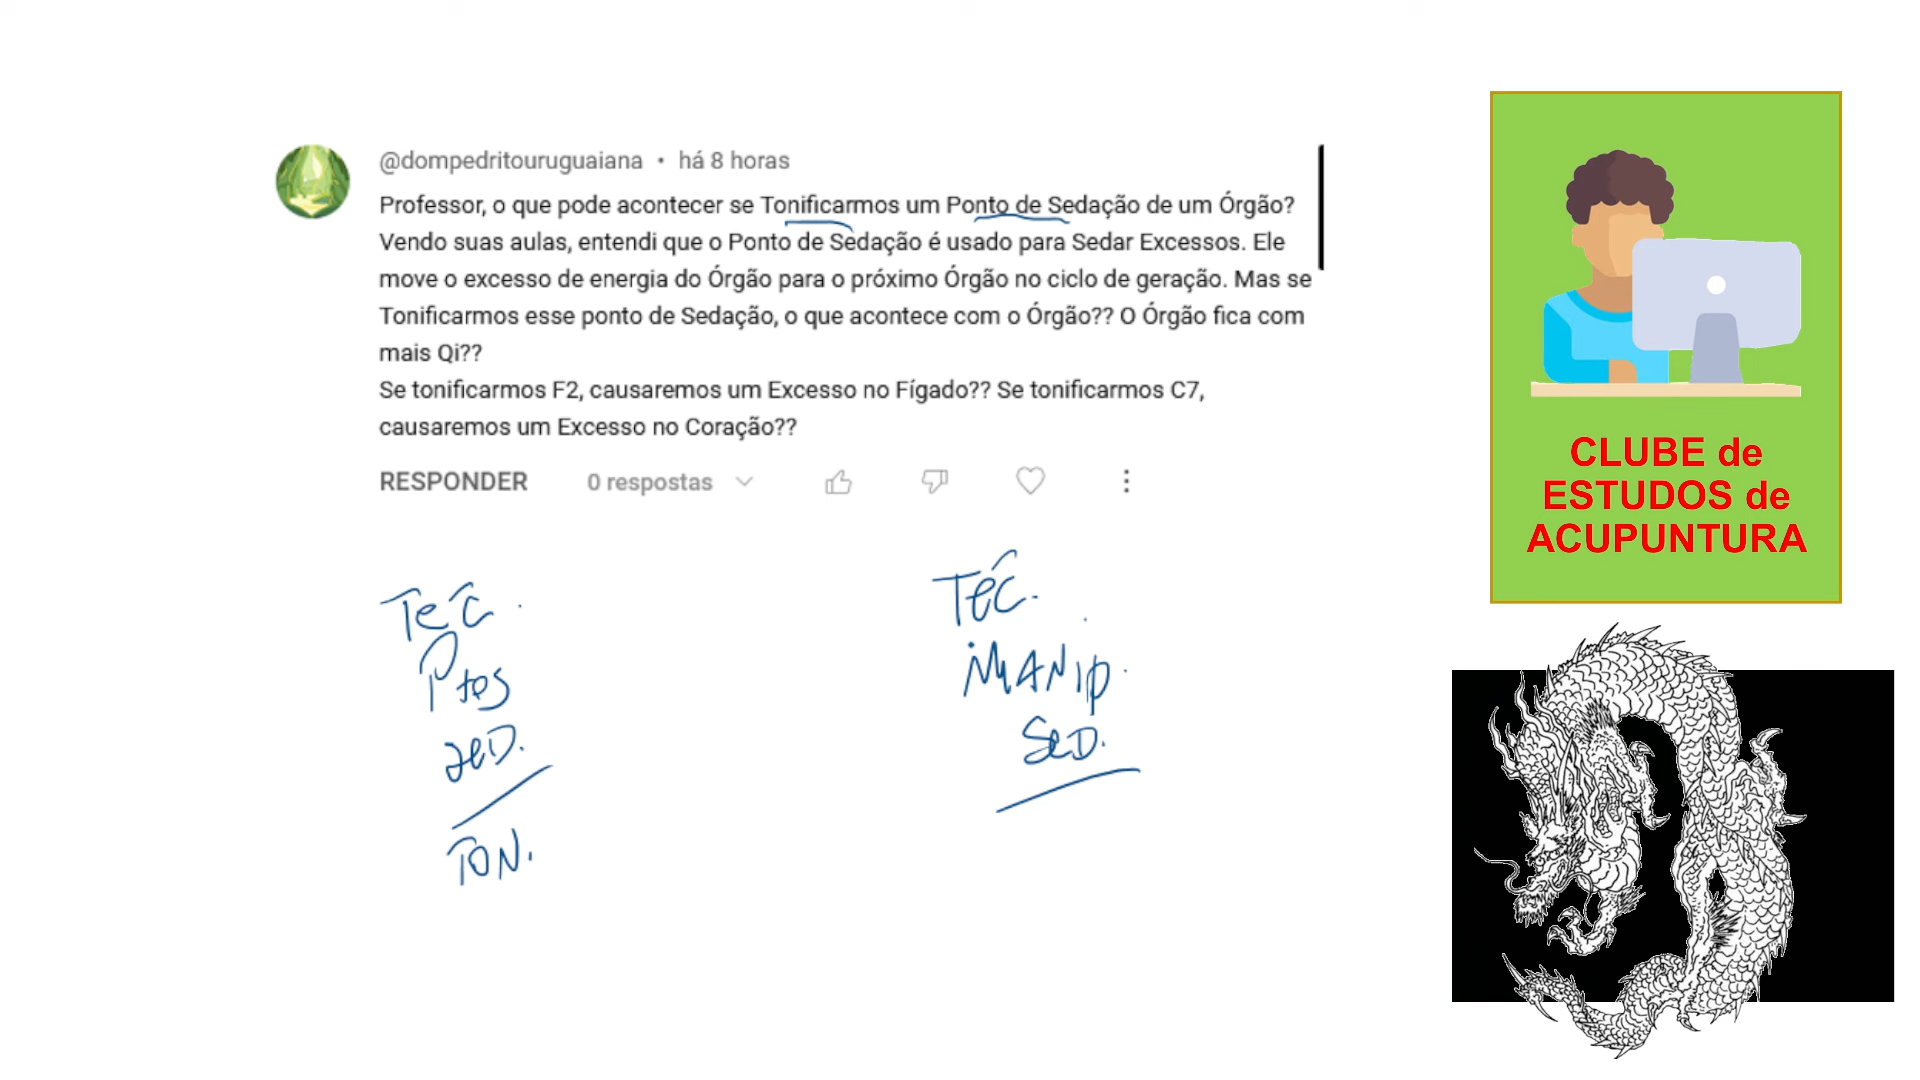 @dompedritouruguaiana • há 8 horas
Professor, o que pode acontecer se Tonificarmos um Ponto de Sedação de um Órgão?
Vendo suas aulas, entendi que o Ponto de Sedação é usado para Sedar Excessos. Ele
move o excesso de energia do Órgão para o próximo Órgão no ciclo de geração. Mas se
Tonificarmos esse ponto de Sedação, o que acontece com o Órgão?? O Órgão fica com
mais Qi??
Se tonificarmos F2, causaremos um Excesso no Fígado?? Se tonificarmos C7,
causaremos um Excesso no Coração??
RESPONDER 0 respostas
Tec.
Ptos
SED.
TON.
Tec.
MANIP.
SED.
CLUBE de
ESTUDOS de
ACUPUNTURA